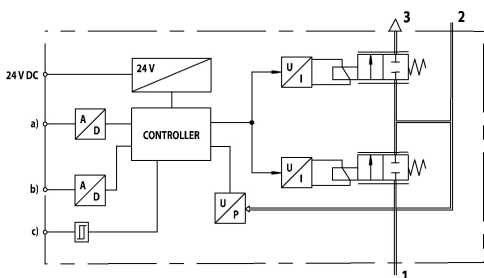 3 2
24 V DC 24 V U I
a) A D CONTROLLER
b) A D U I
U P
c)
1